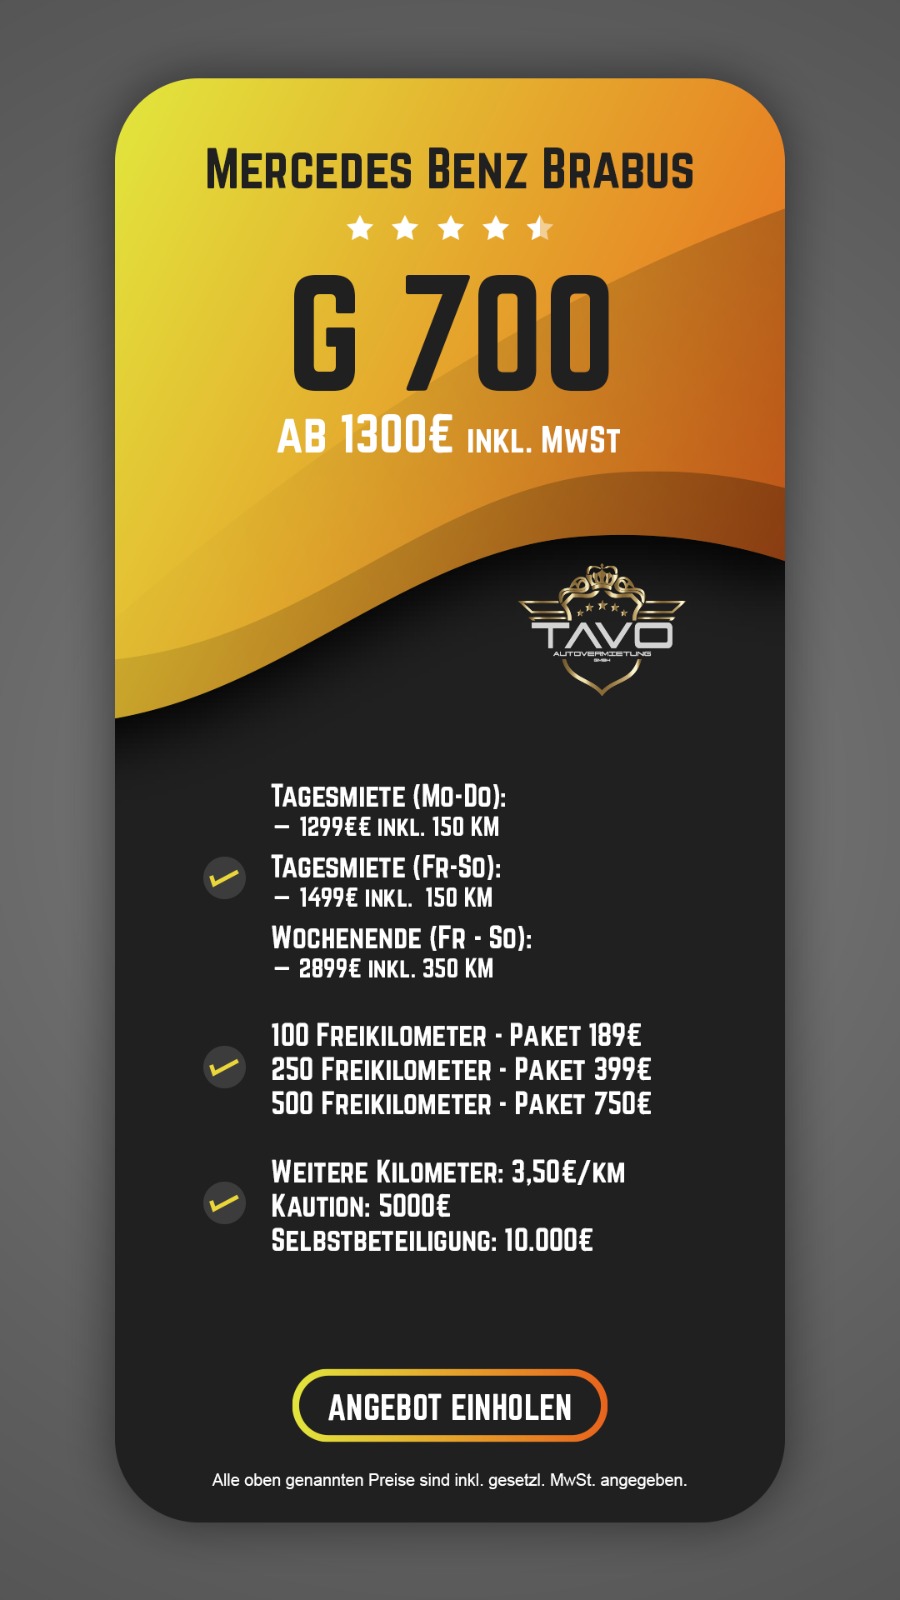 Mercedes Benz Brabus
G 700
ab 1300€ inkl. MwSt
TAVO
AUTOVERMIETUNG
GMBH
Tagesmiete (Mo-Do):
– 1299€€ inkl. 150 KM
Tagesmiete (Fr-So):
– 1499€ inkl. 150 KM
Wochenende (Fr - So):
– 2899€ inkl. 350 KM
100 Freikilometer - Paket 189€
250 Freikilometer - Paket 399€
500 Freikilometer - Paket 750€
Weitere Kilometer: 3,50€/km
Kaution: 5000€
Selbstbeteiligung: 10.000€
ANGEBOT EINHOLEN
Alle oben genannten Preise sind inkl. gesetzl. MwSt. angegeben.